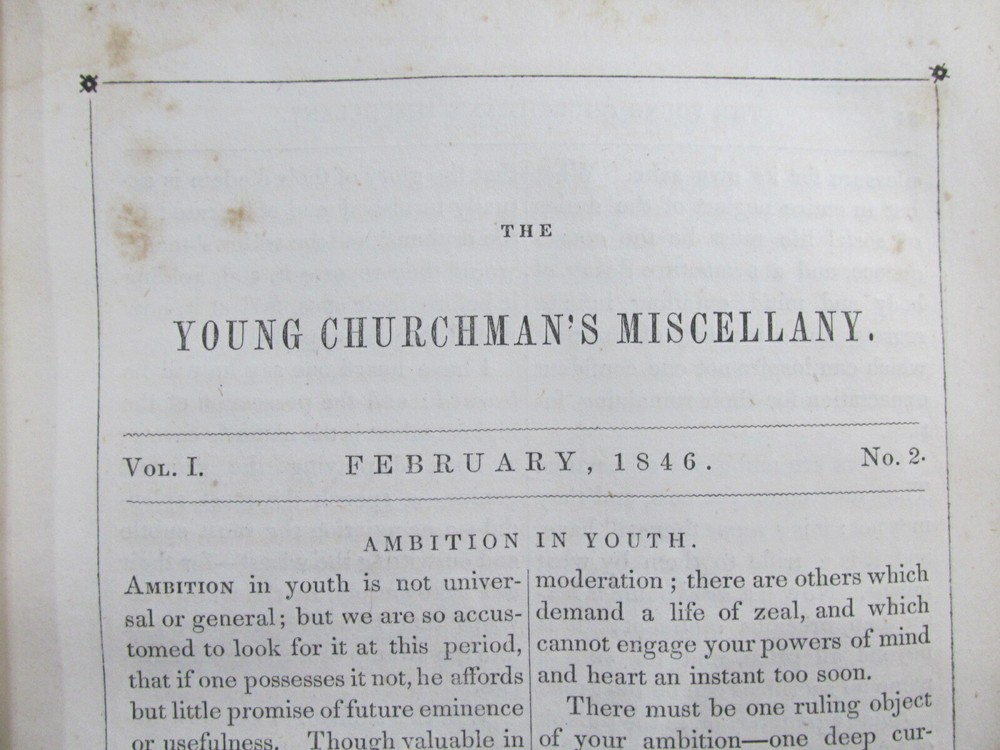 THE
YOUNG CHURCHMAN'S MISCELLANY.
VOL. I. FEBRUARY, 1846. No. 2.
AMBITION IN YOUTH.
AMBITION in youth is not univer-
sal or general; but we are so accus-
tomed to look for it at this period,
that if one possesses it not, he affords
but little promise of future eminence
or usefulness. Though valuable in
moderation; there are others which
demand a life of zeal, and which
cannot engage your powers of mind
and heart an instant too soon.
There must be one ruling object
of your ambition—one deep cur-